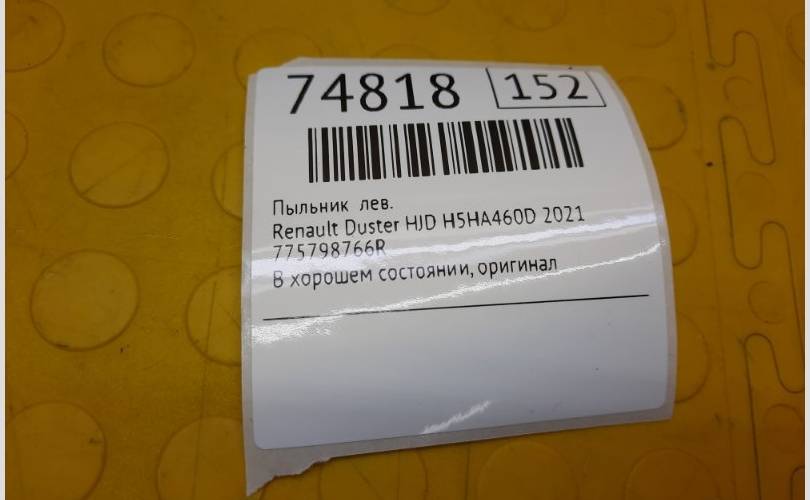 74818 152
Пыльник лев.
Renault Duster HJD H5HA460D 2021
775798766R
В хорошем состоянии, оригинал